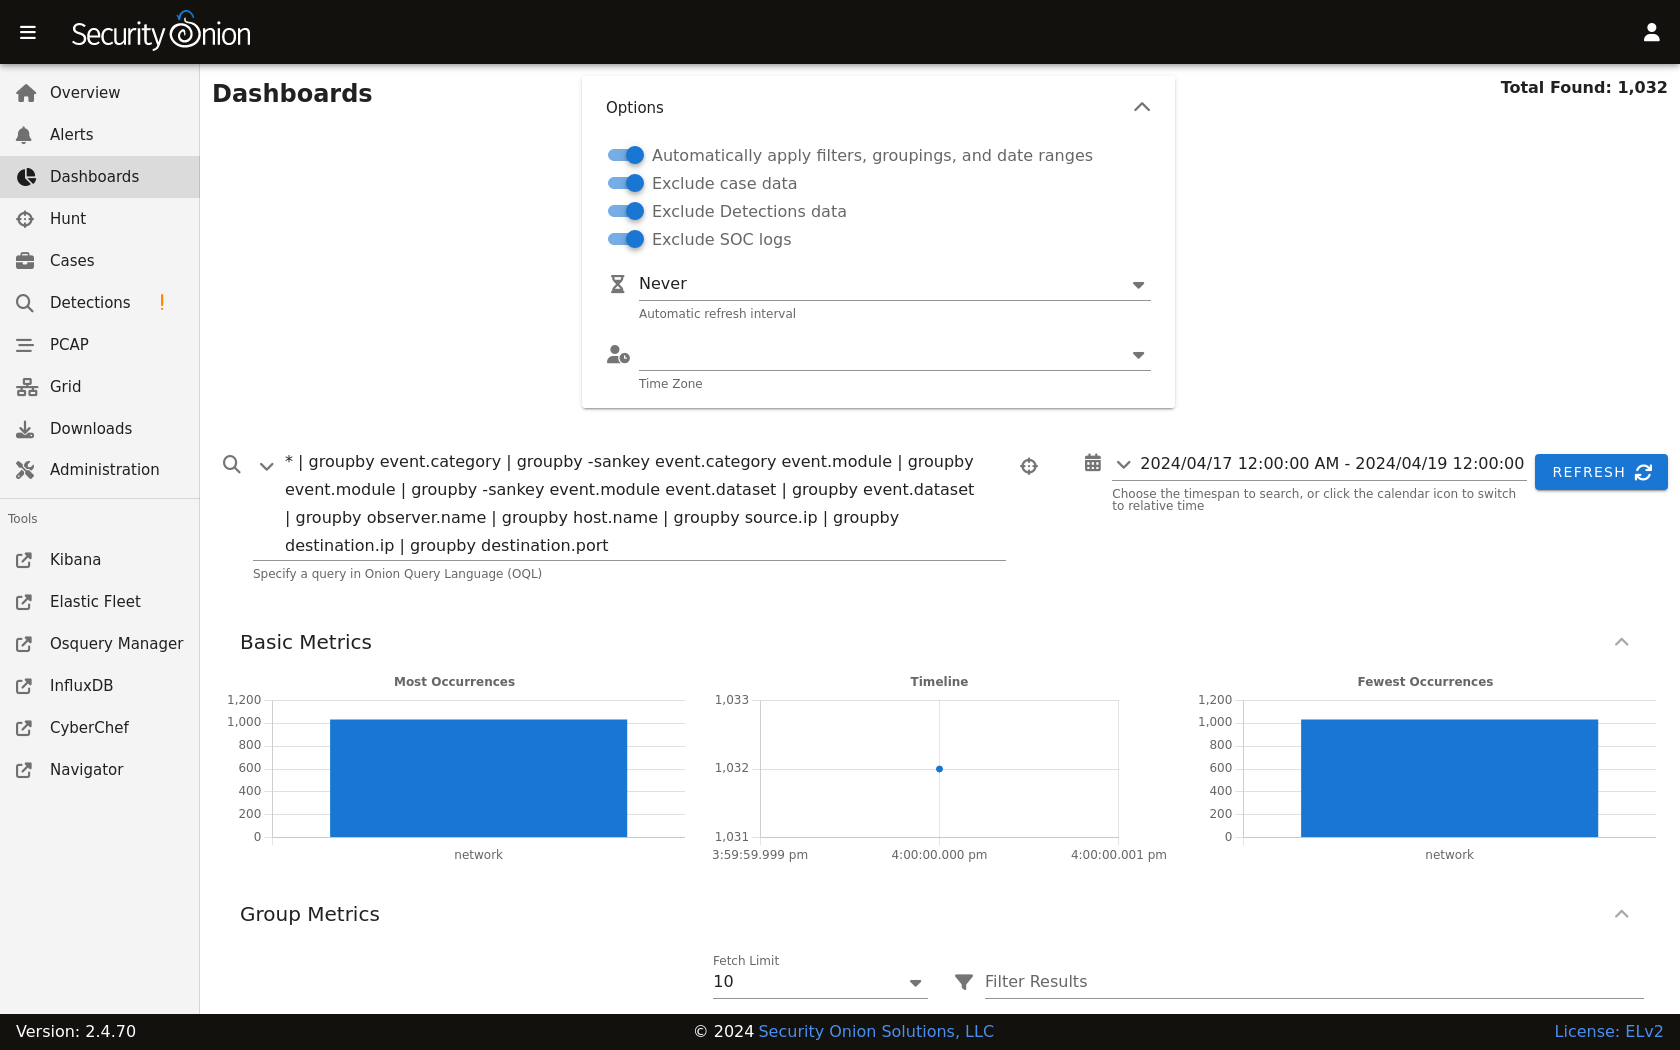 Security Onion
Overview
Alerts
Dashboards
Hunt
Cases
Detections !
PCAP
Grid
Downloads
Administration
Tools
Kibana
Elastic Fleet
Osquery Manager
InfluxDB
CyberChef
Navigator
Dashboards
Options
Automatically apply filters, groupings, and date ranges
Exclude case data
Exclude Detections data
Exclude SOC logs
Never
Automatic refresh interval
Time Zone
Total Found: 1,032
* | groupby event.category | groupby -sankey event.category event.module | groupby
event.module | groupby -sankey event.module event.dataset | groupby event.dataset
| groupby observer.name | groupby host.name | groupby source.ip | groupby
destination.ip | groupby destination.port
Specify a query in Onion Query Language (OQL)
2024/04/17 12:00:00 AM - 2024/04/19 12:00:00
Choose the timespan to search, or click the calendar icon to switch
to relative time
REFRESH
Basic Metrics
Most Occurrences
1,200
1,000
800
600
400
200
0
network
Timeline
1,033
1,032
1,031
3:59:59.999 pm 4:00:00.000 pm 4:00:00.001 pm
Fewest Occurrences
1,200
1,000
800
600
400
200
0
network
Group Metrics
Fetch Limit
10
Filter Results
Version: 2.4.70
© 2024 Security Onion Solutions, LLC
License: ELv2